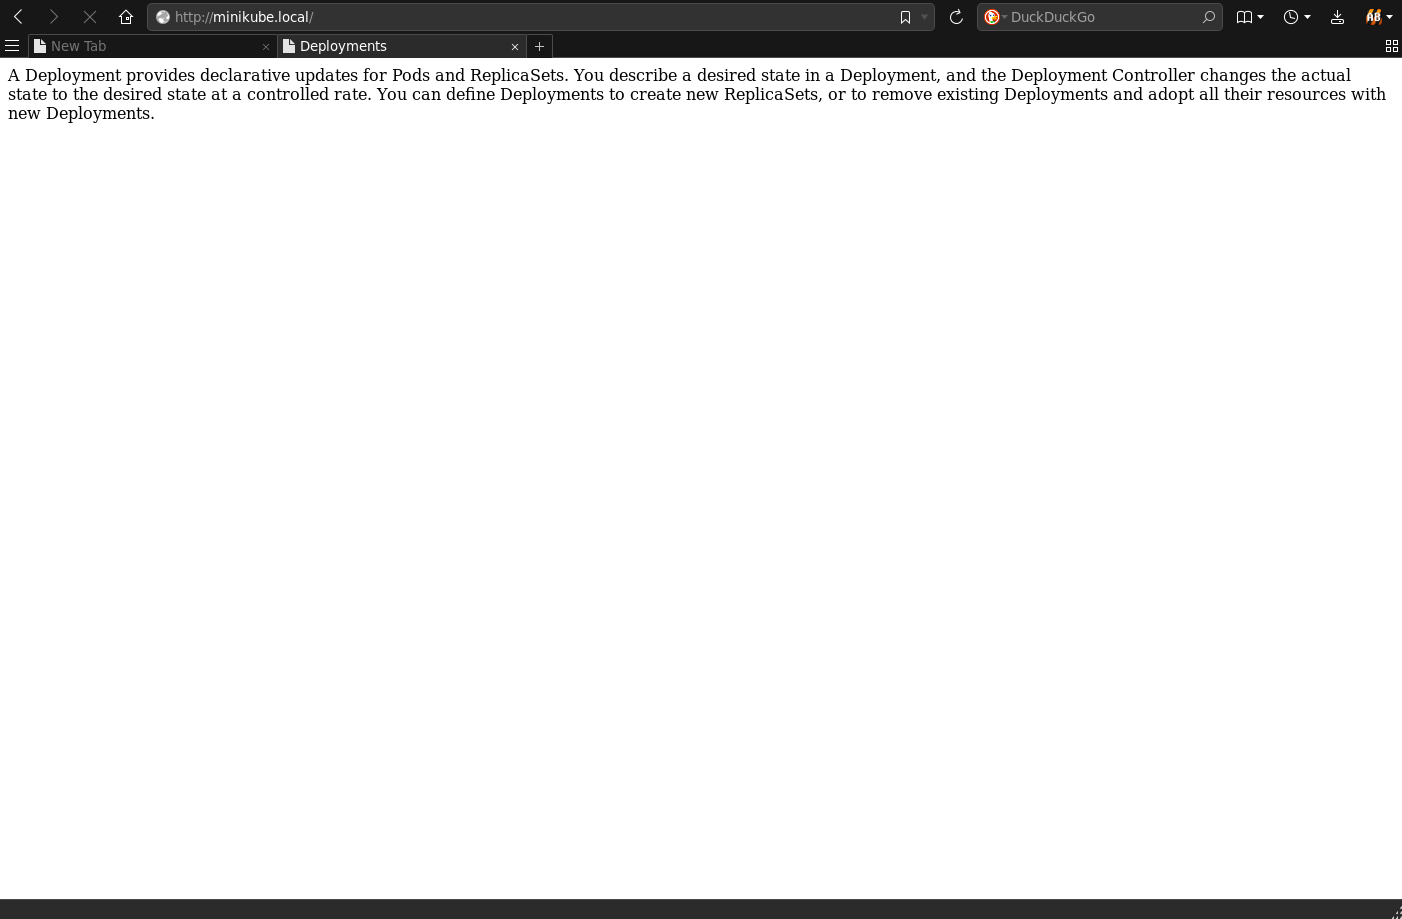 http://minikube.local/
DuckDuckGo
AB
New Tab
Deployments
A Deployment provides declarative updates for Pods and ReplicaSets. You describe a desired state in a Deployment, and the Deployment Controller changes the actual
state to the desired state at a controlled rate. You can define Deployments to create new ReplicaSets, or to remove existing Deployments and adopt all their resources with
new Deployments.